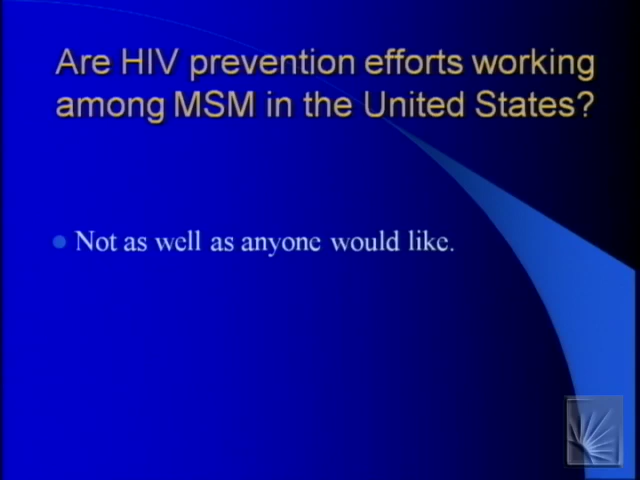 Are HIV prevention efforts working
among MSM in the United States?
Not as well as anyone would like.